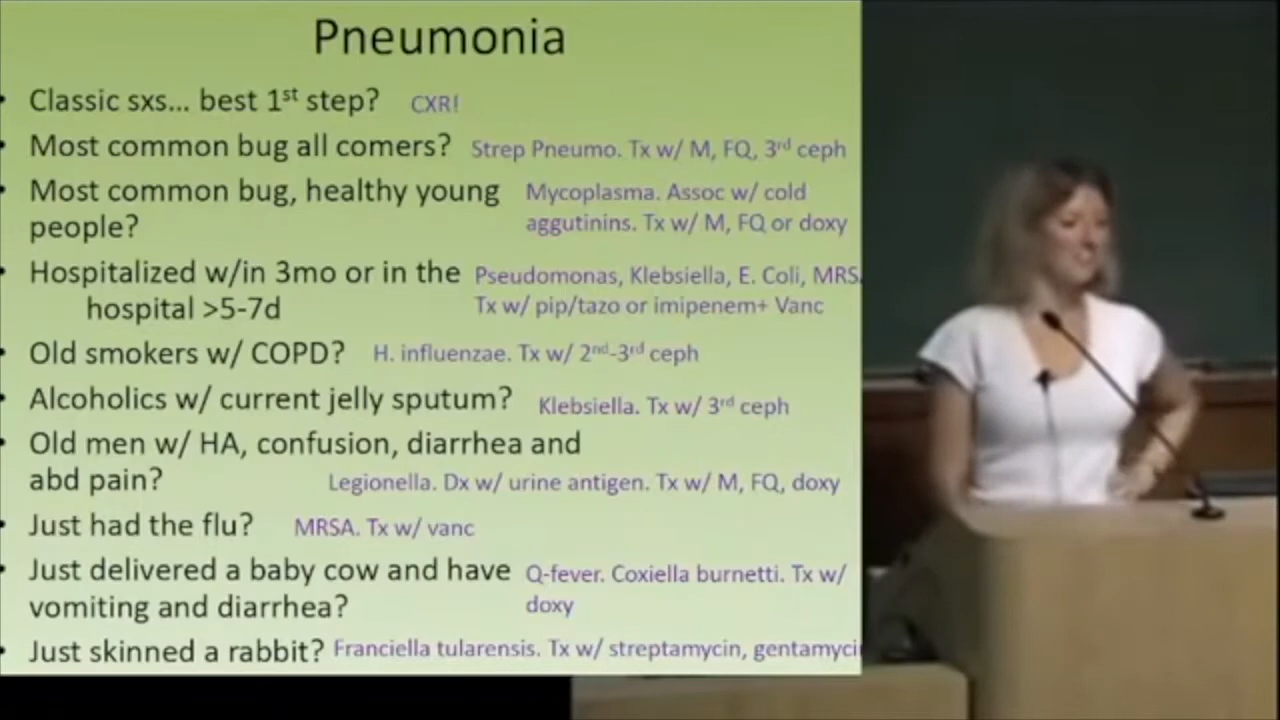 Pneumonia
Classic sxs... best 1st step? CXR!
Most common bug all comers? Strep Pneumo. Tx w/ M, FQ, 3rd ceph
Most common bug, healthy young Mycoplasma. Assoc w/ cold
people? aggutinins. Tx w/ M, FQ or doxy
Hospitalized w/in 3mo or in the Pseudomonas, Klebsiella, E. Coli, MRS
hospital >5-7d Tx w/ pip/tazo or imipenem+ Vanc
Old smokers w/ COPD? H. influenzae. Tx w/ 2nd-3rd ceph
Alcoholics w/ current jelly sputum? Klebsiella. Tx w/ 3rd ceph
Old men w/ HA, confusion, diarrhea and
abd pain? Legionella. Dx w/ urine antigen. Tx w/ M, FQ, doxy
Just had the flu? MRSA. Tx w/ vanc
Just delivered a baby cow and have Q-fever. Coxiella burnetti. Tx w/
vomiting and diarrhea? doxy
Just skinned a rabbit? Franciella tularensis. Tx w/ streptamycin, gentamyci